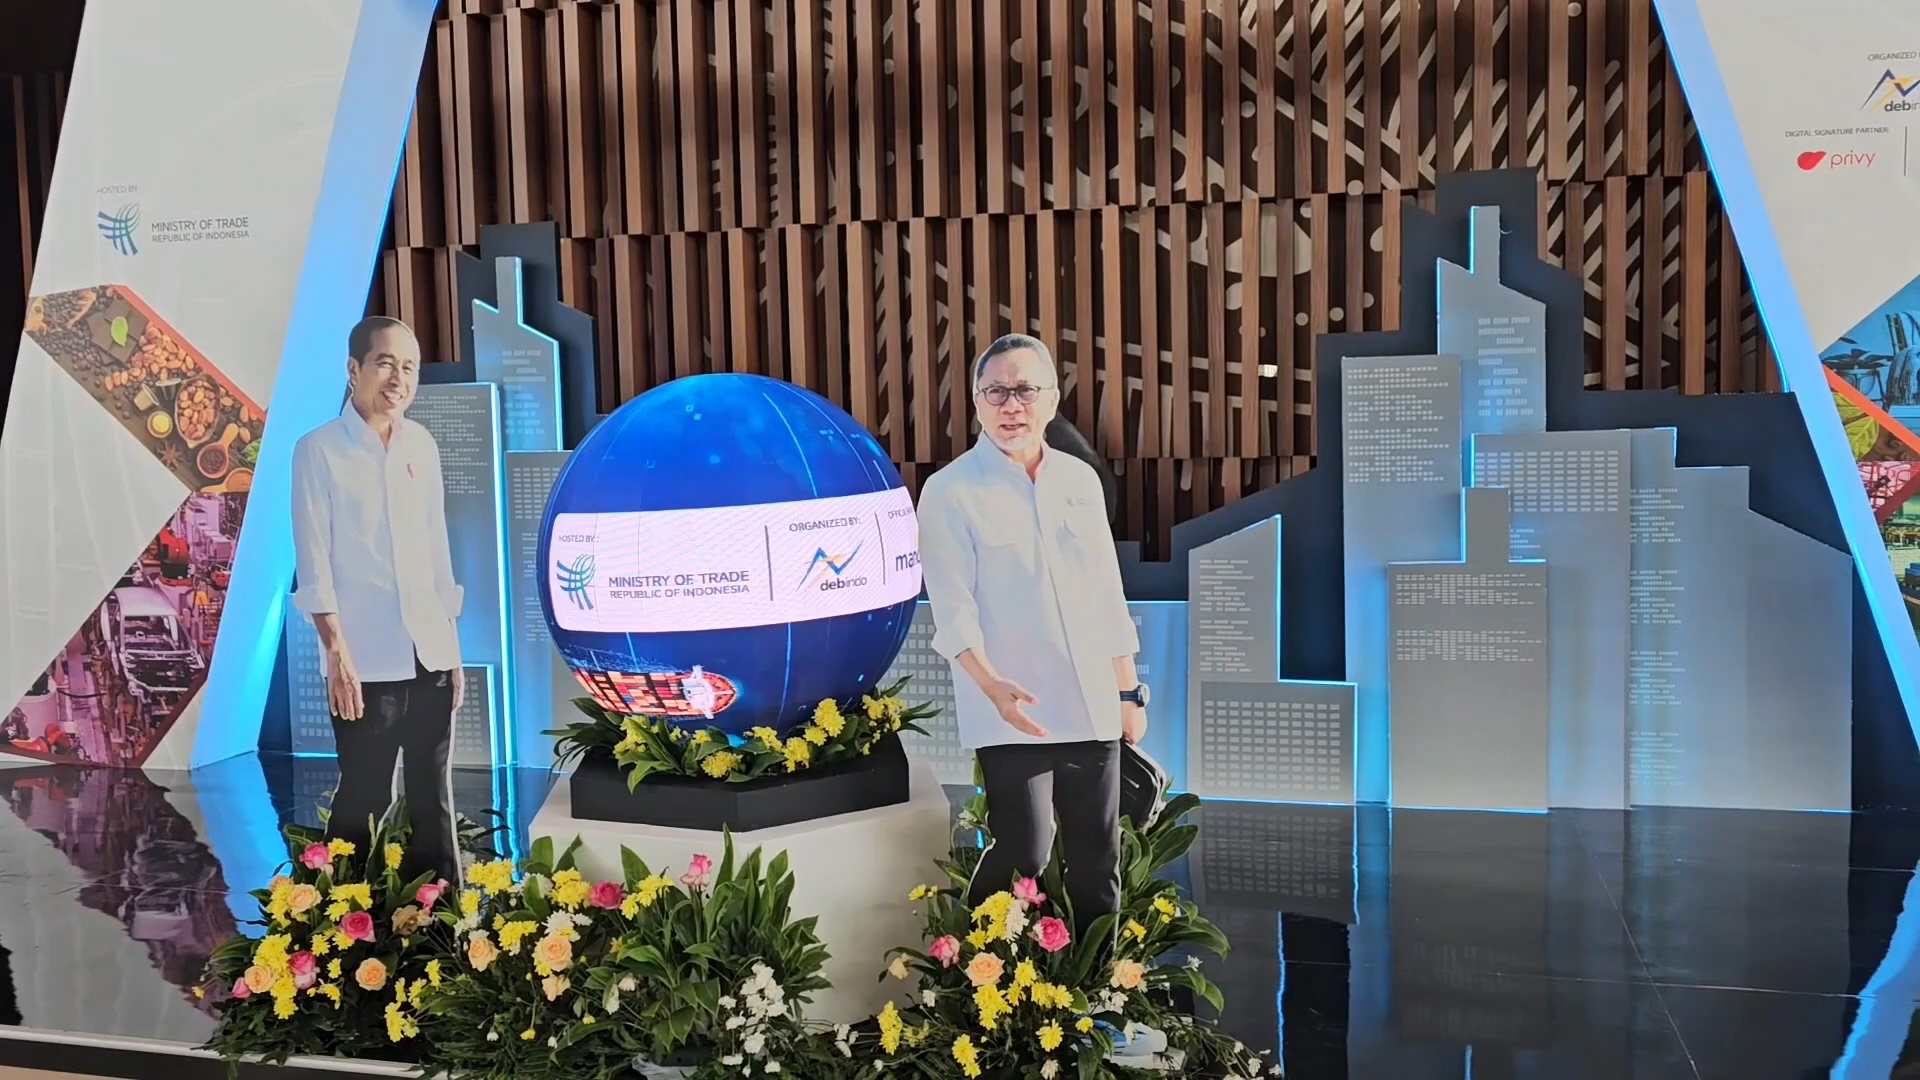 HOSTED BY:
MINISTRY OF TRADE
REPUBLIC OF INDONESIA
HOSTED BY:
MINISTRY OF TRADE
REPUBLIC OF INDONESIA
ORGANIZED BY:
debindo
ORGANIZED
DIGITAL SIGNATURE PARTNER:
privy